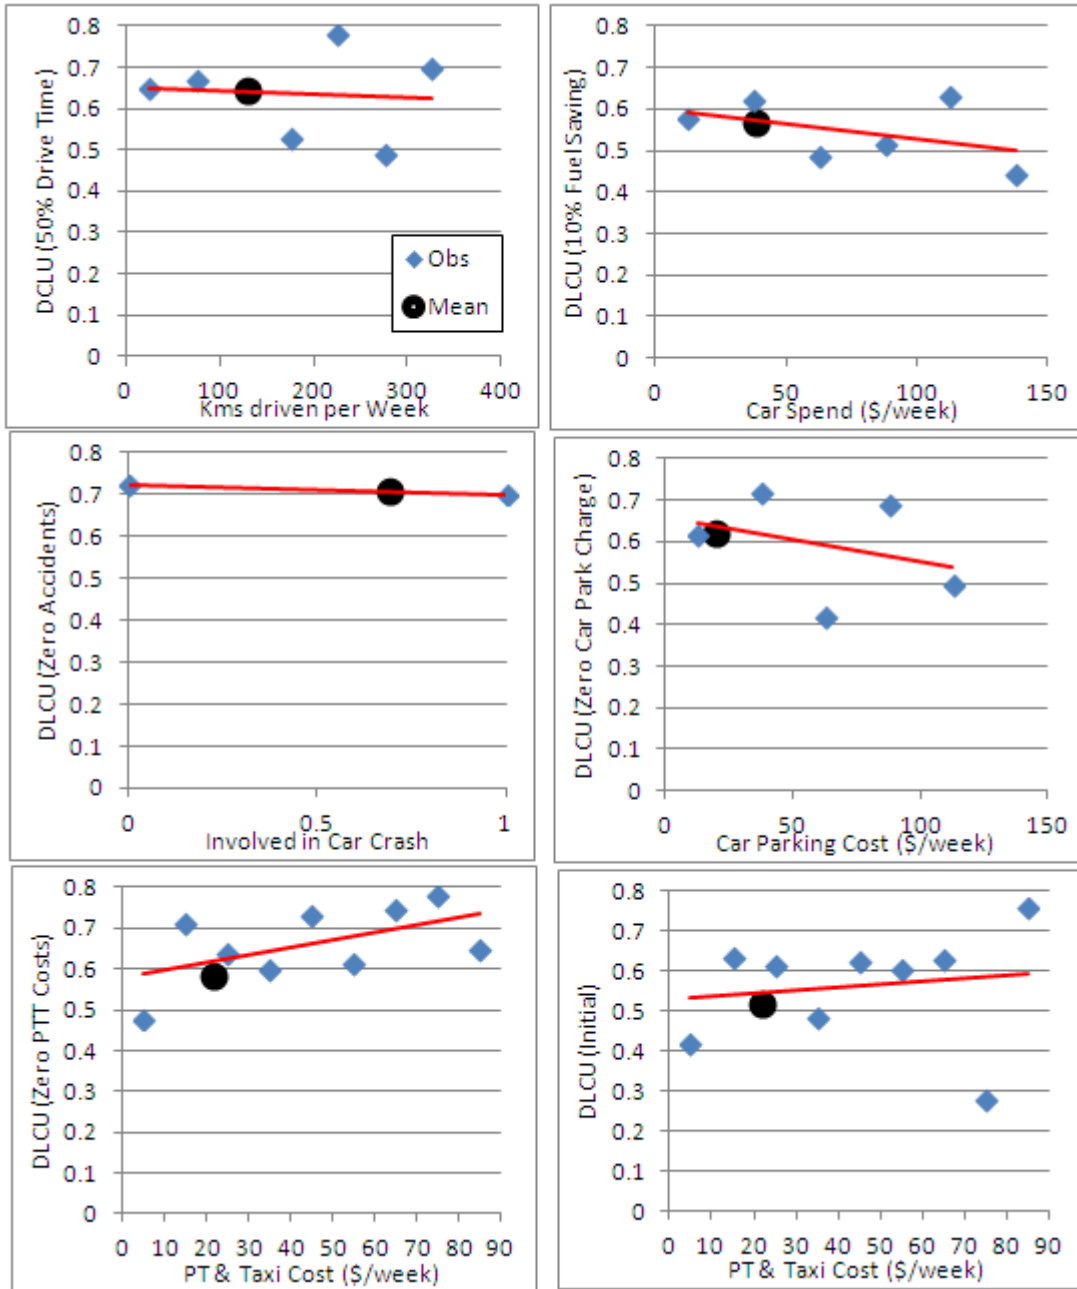 DCLU (50% Drive Time)
0.8
0.7
0.6
0.5
0.4
0.3
0.2
0.1
0
Obs
Mean
0 100 200 300 400
Kms driven per Week
DLCU (10% Fuel Saving)
0.8
0.7
0.6
0.5
0.4
0.3
0.2
0.1
0
0 50 100 150
Car Spend ($/week)
DLCU (Zero Accidents)
0.8
0.7
0.6
0.5
0.4
0.3
0.2
0.1
0
0 0.5 1
Involved in Car Crash
DLCU (Zero Car Park Charge)
0.8
0.7
0.6
0.5
0.4
0.3
0.2
0.1
0
0 50 100 150
Car Parking Cost ($/week)
DLCU (Zero PTT Costs)
0.8
0.7
0.6
0.5
0.4
0.3
0.2
0.1
0
0 10 20 30 40 50 60 70 80 90
PT & Taxi Cost ($/week)
DLCU (Initial)
0.8
0.7
0.6
0.5
0.4
0.3
0.2
0.1
0
0 10 20 30 40 50 60 70 80 90
PT & Taxi Cost ($/week)